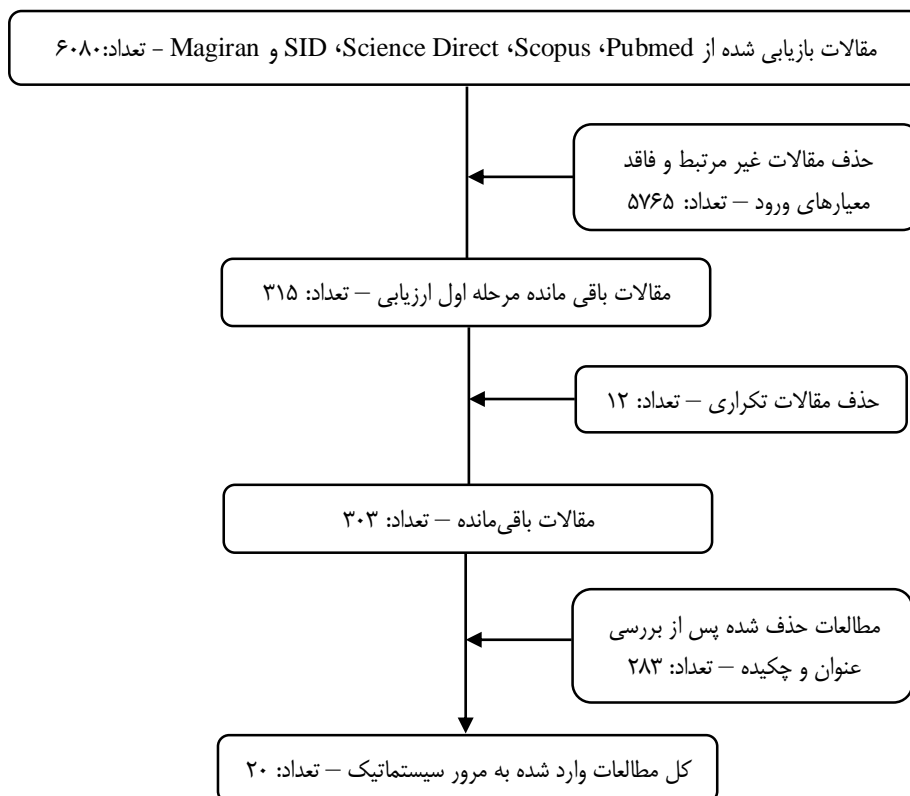 مقالات بازیابی شده از Pubmed، Scopus، Science Direct، SID و Magiran - تعداد:۶۰۸۰
حذف مقالات غیر مرتبط و فاقد
معیارهای ورود – تعداد: ۵۷۶۵
مقالات باقی مانده مرحله اول ارزیابی – تعداد: ۳۱۵
حذف مقالات تکراری – تعداد: ۱۲
مقالات باقی‌مانده – تعداد: ۳۰۳
مطالعات حذف شده پس از بررسی
عنوان و چکیده – تعداد: ۲۸۳
کل مطالعات وارد شده به مرور سیستماتیک – تعداد: ۲۰